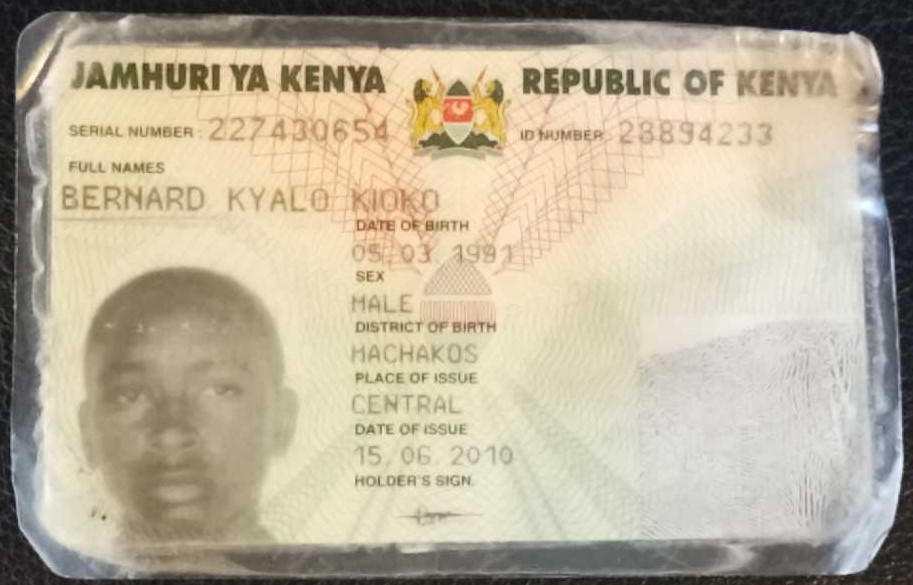 JAMHURI YA KENYA REPUBLIC OF KENYA
SERIAL NUMBER : 227430654 ID NUMBER 28894233
FULL NAMES
BERNARD KYALO KIOKO
DATE OF BIRTH
05. 03. 1991
SEX
MALE
DISTRICT OF BIRTH
MACHAKOS
PLACE OF ISSUE
CENTRAL
DATE OF ISSUE
15. 06. 2010
HOLDER'S SIGN.